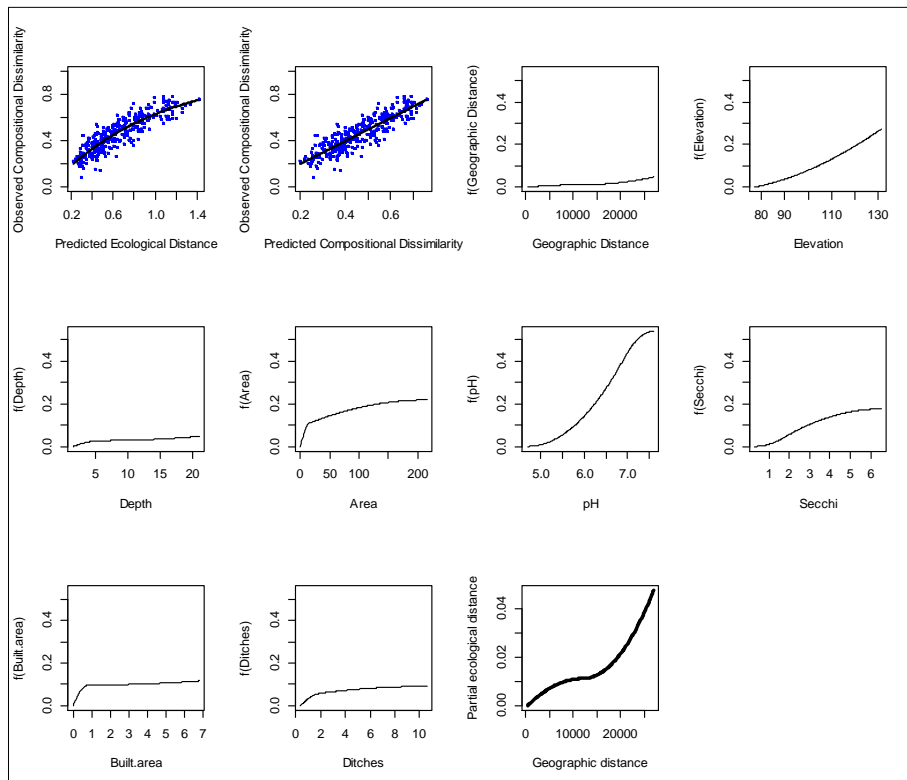 Observed Compositional Dissimilarity
0.0 0.4 0.8
0.2 0.6 1.0 1.4
Predicted Ecological Distance
Observed Compositional Dissimilarity
0.0 0.4 0.8
0.2 0.4 0.6
Predicted Compositional Dissimilarity
f(Geographic Distance)
0.0 0.2 0.4
0 10000 20000
Geographic Distance
f(Elevation)
0.0 0.2 0.4
80 90 110 130
Elevation
f(Depth)
0.0 0.2 0.4
5 10 15 20
Depth
f(Area)
0.0 0.2 0.4
0 50 100 200
Area
f(pH)
0.0 0.2 0.4
5.0 6.0 7.0
pH
f(Secchi)
0.0 0.2 0.4
1 2 3 4 5 6
Secchi
f(Built.area)
0.0 0.2 0.4
0 1 2 3 4 5 6 7
Built.area
f(Ditches)
0.0 0.2 0.4
0 2 4 6 8 10
Ditches
Partial ecological distance
0.00 0.02 0.04
0 10000 20000
Geographic distance